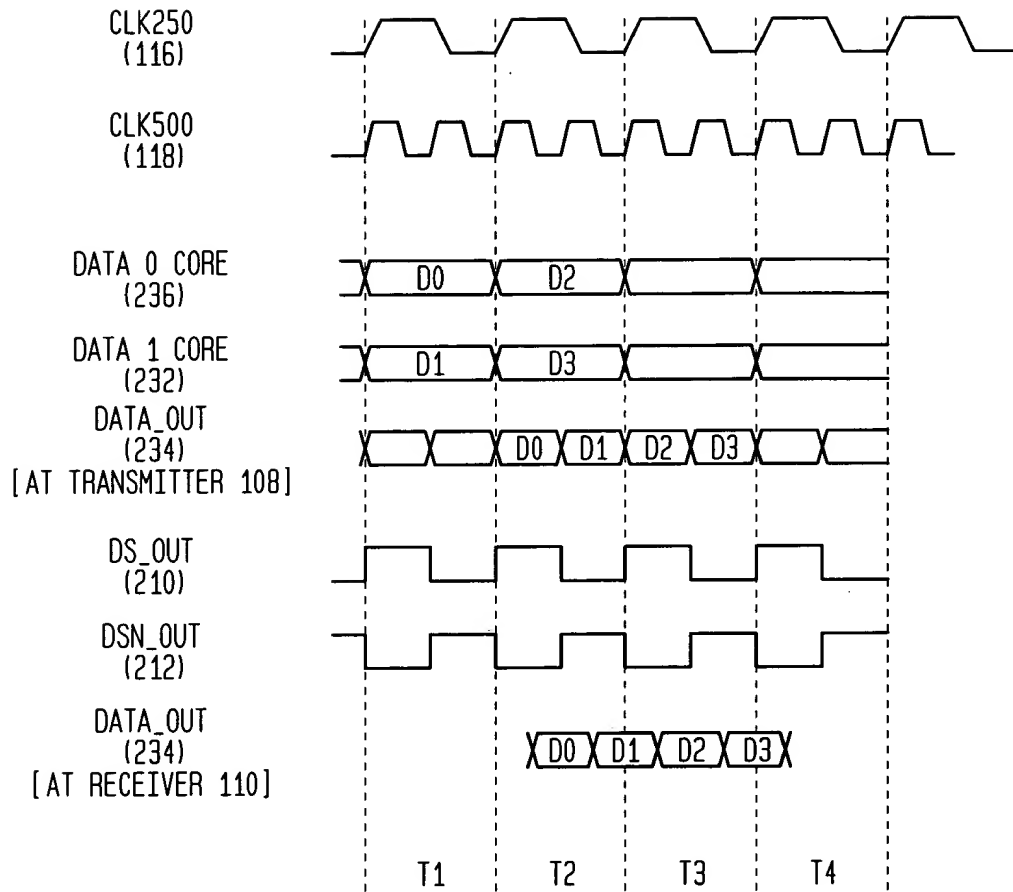 CLK250
(116)
CLK500
(118)
DATA 0 CORE
(236)
D0 D2
DATA 1 CORE
(232)
D1 D3
DATA_OUT
(234)
[AT TRANSMITTER 108]
D0 D1 D2 D3
DS_OUT
(210)
DSN_OUT
(212)
DATA_OUT
(234)
[AT RECEIVER 110]
D0 D1 D2 D3
T1 T2 T3 T4